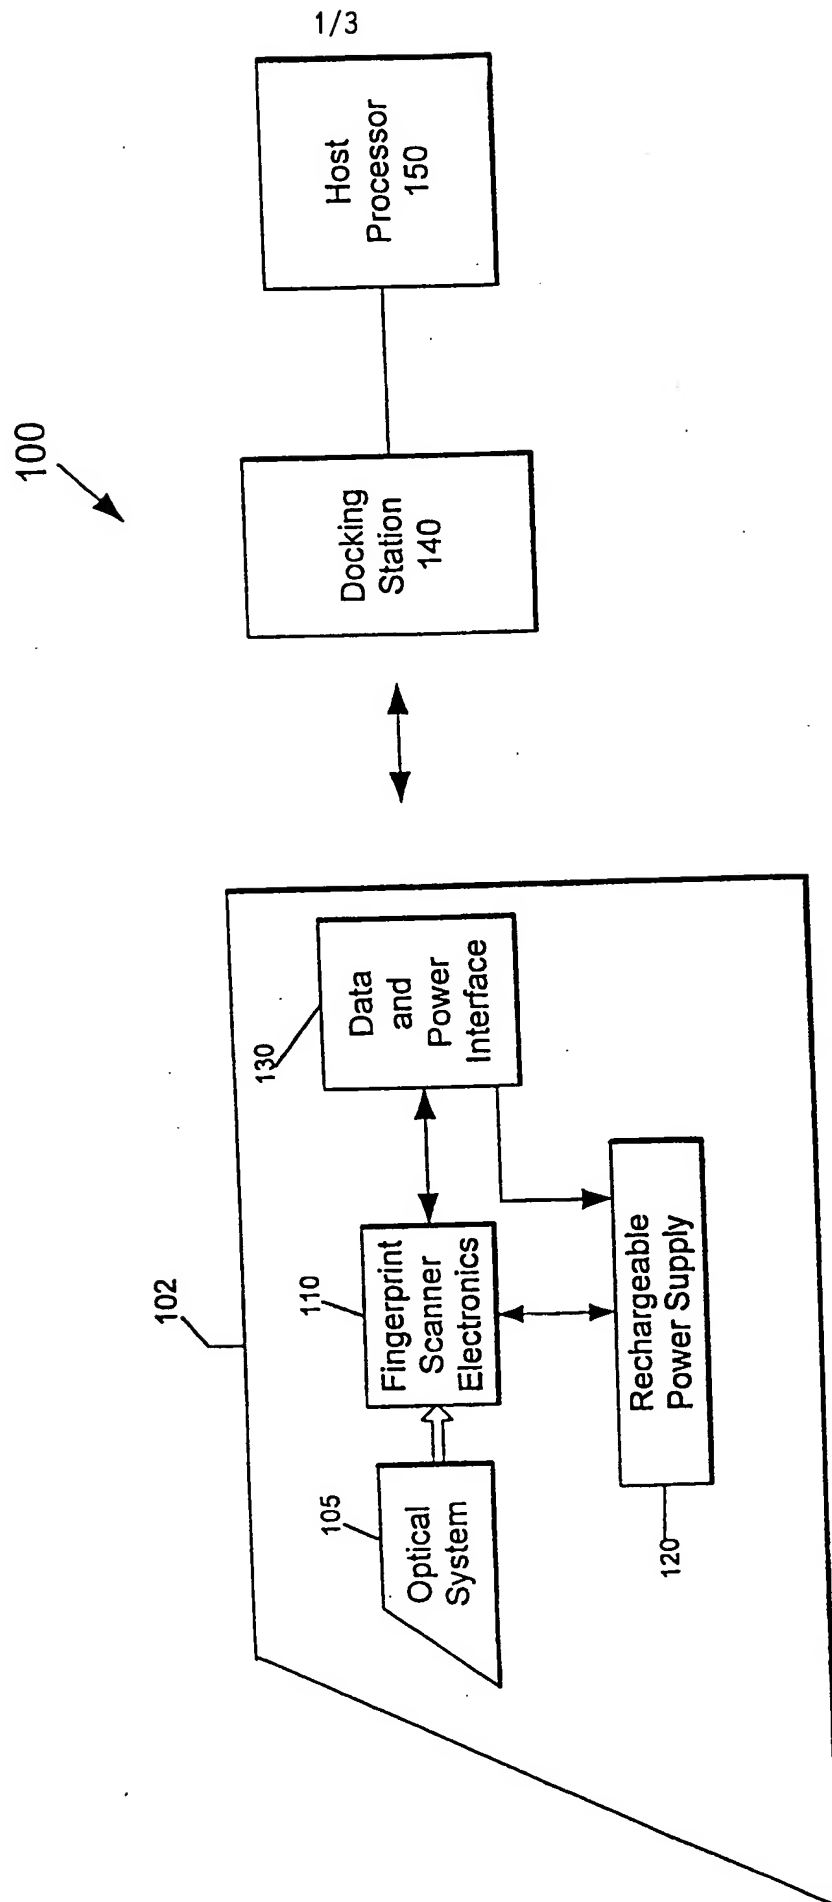 1/3
100
102
105
Optical
System
110
Fingerprint
Scanner
Electronics
120
Rechargeable
Power Supply
130
Data
and
Power
Interface
Docking
Station
140
Host
Processor
150